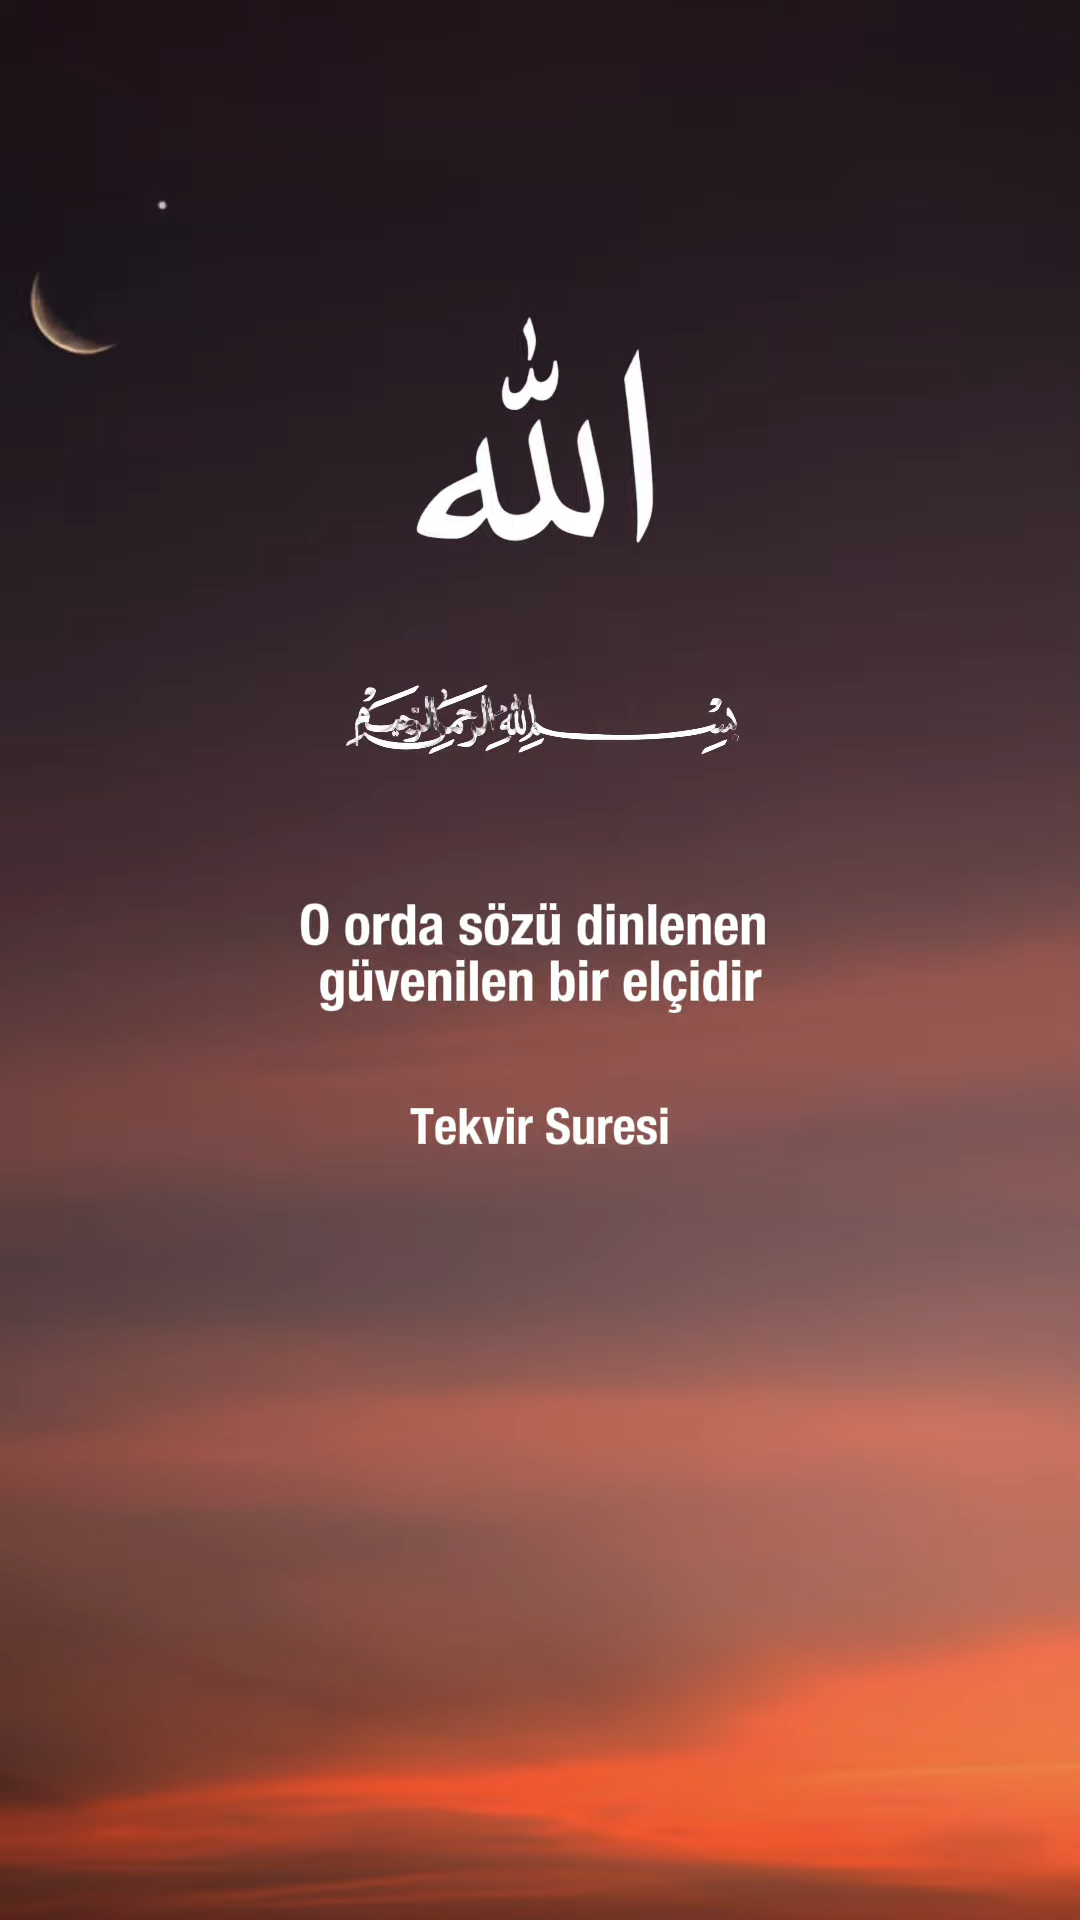 الله
بسم الله الرحمن الرحيم
O orda sözü dinlenen
güvenilen bir elçidir
Tekvir Suresi